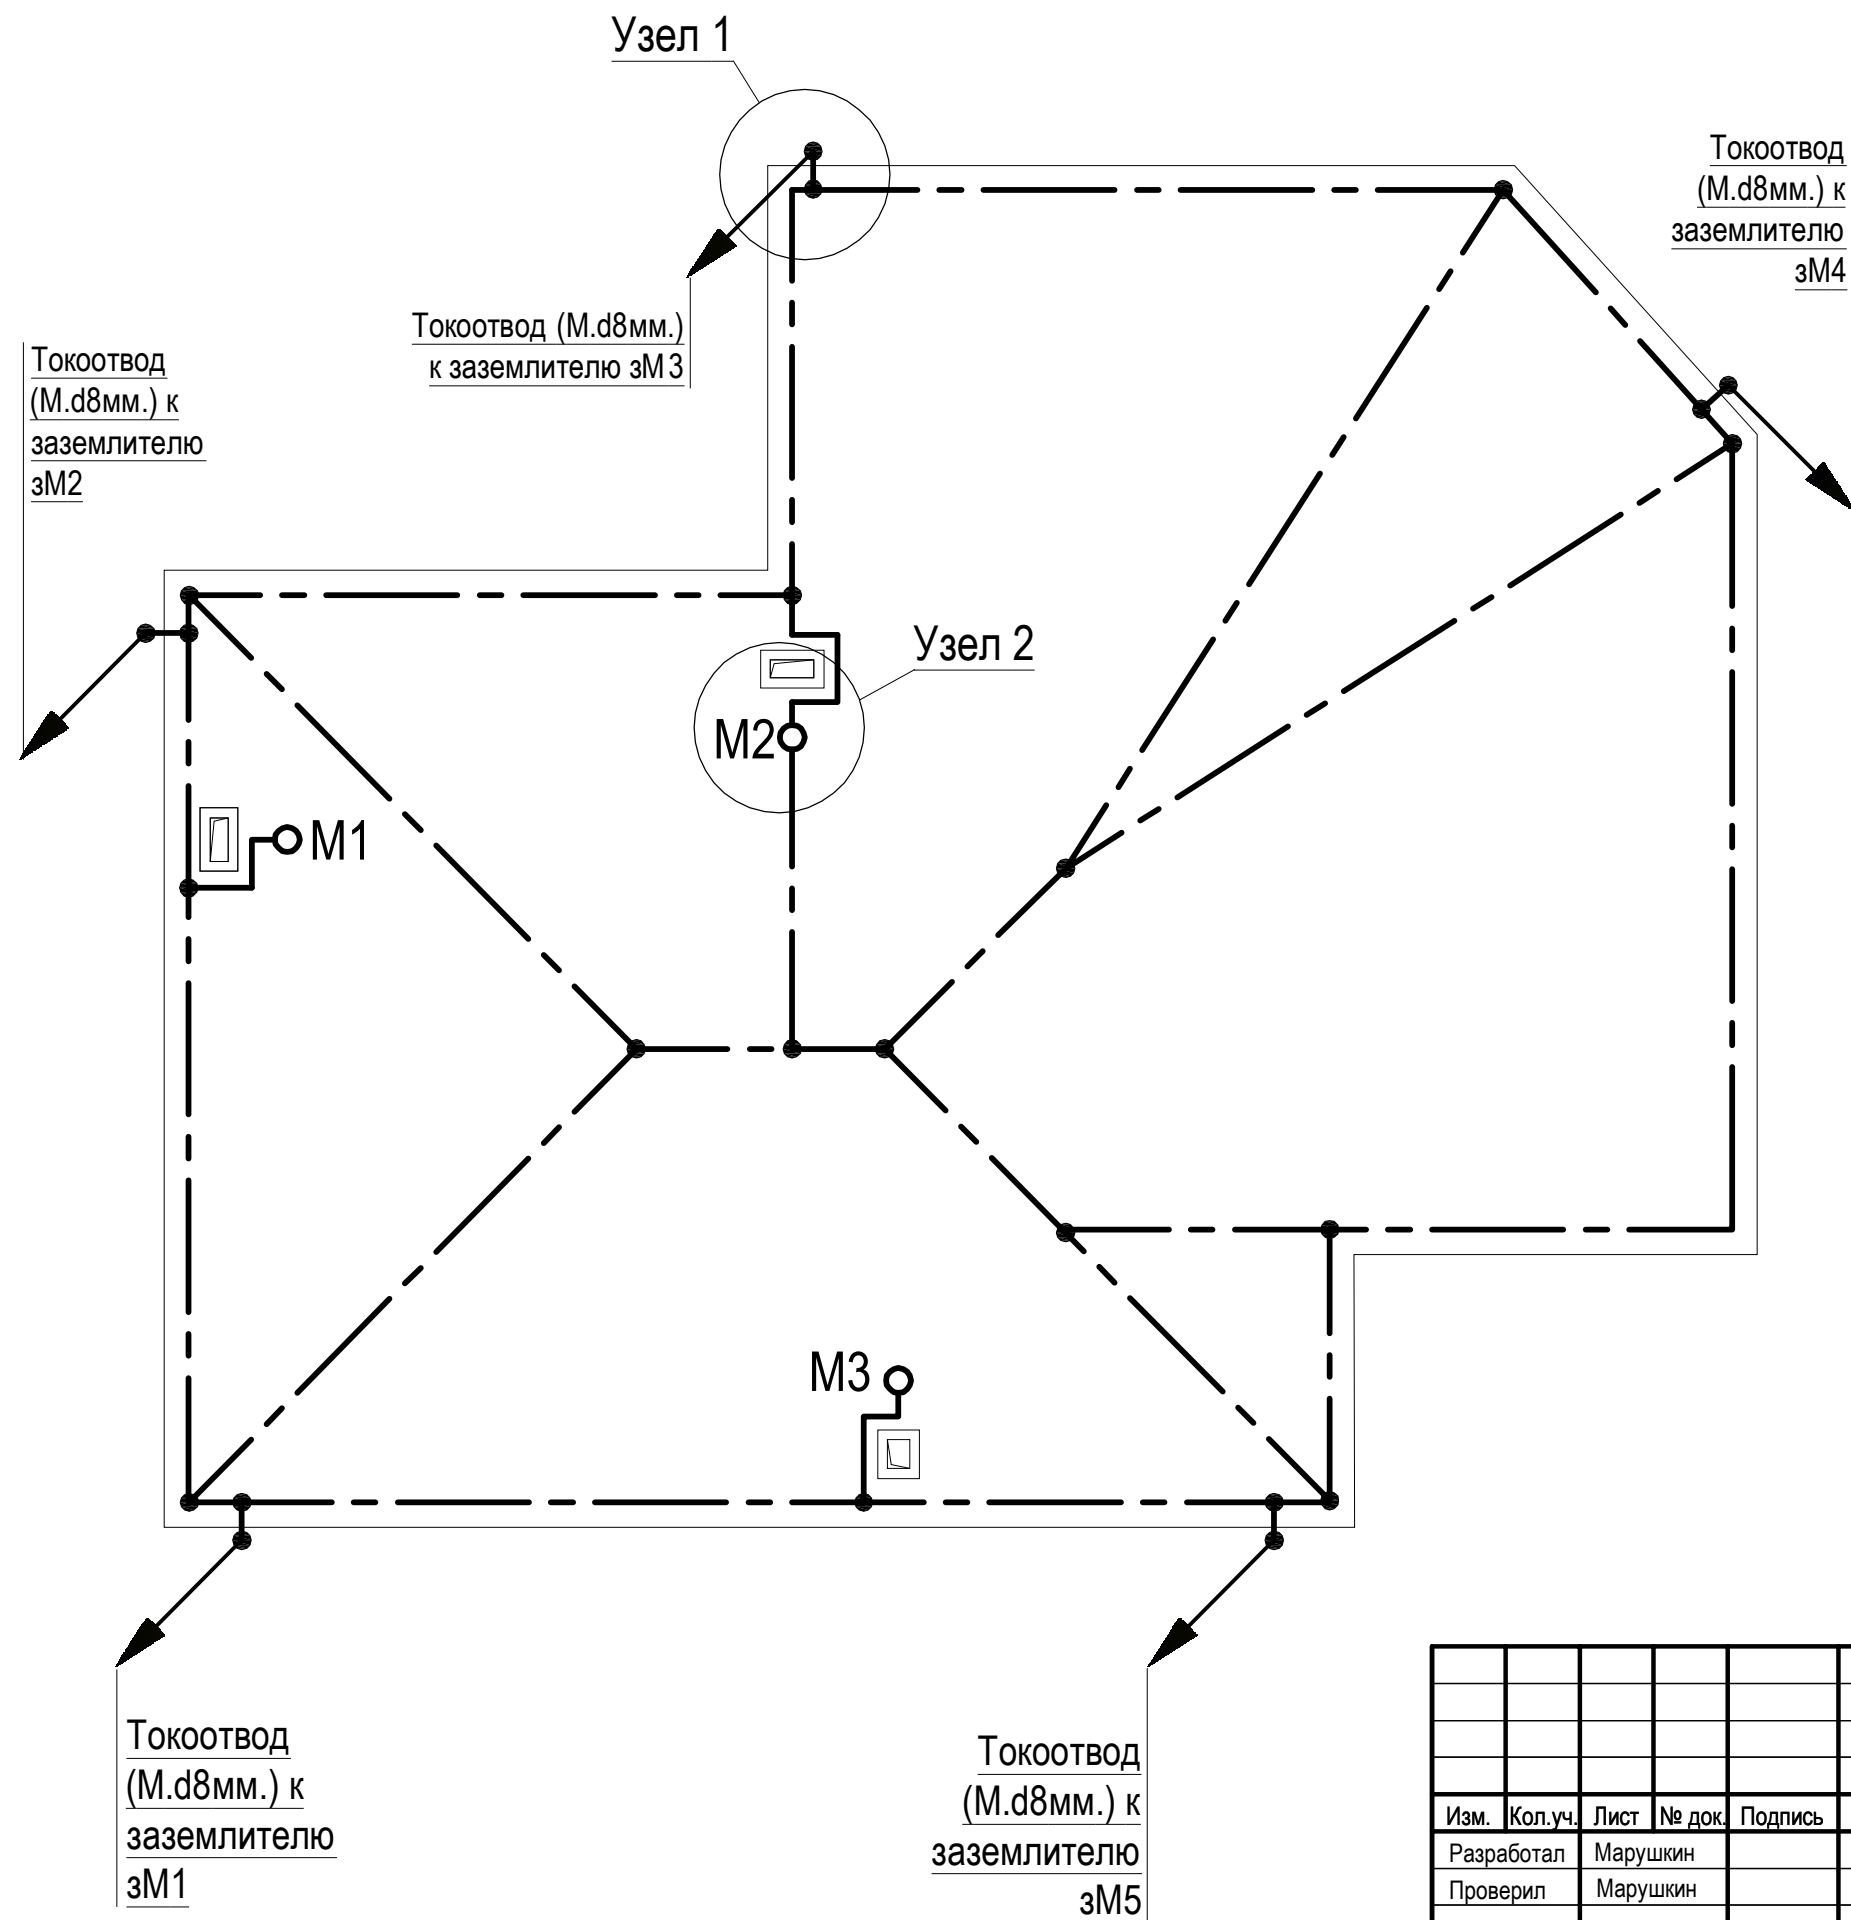 Узел 1
Токоотвод
(М.d8мм.) к
заземлителю
зМ4
Токоотвод (М.d8мм.)
к заземлителю зМ3
Токоотвод
(М.d8мм.) к
заземлителю
зМ2
Узел 2
М2
М1
М3
Токоотвод
(М.d8мм.) к
заземлителю
зМ1
Токоотвод
(М.d8мм.) к
заземлителю
зМ5
Изм. Кол.уч. Лист № док. Подпись
Разработал Марушкин
Проверил Марушкин